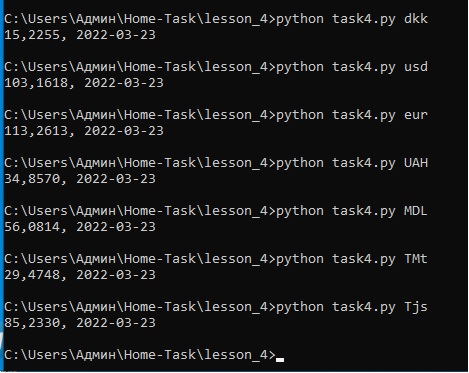 C:\Users\Админ\Home-Task\lesson_4>python task4.py dkk
15,2255, 2022-03-23
C:\Users\Админ\Home-Task\lesson_4>python task4.py usd
103,1618, 2022-03-23
C:\Users\Админ\Home-Task\lesson_4>python task4.py eur
113,2613, 2022-03-23
C:\Users\Админ\Home-Task\lesson_4>python task4.py UAH
34,8570, 2022-03-23
C:\Users\Админ\Home-Task\lesson_4>python task4.py MDL
56,0814, 2022-03-23
C:\Users\Админ\Home-Task\lesson_4>python task4.py TMt
29,4748, 2022-03-23
C:\Users\Админ\Home-Task\lesson_4>python task4.py Tjs
85,2330, 2022-03-23
C:\Users\Админ\Home-Task\lesson_4>